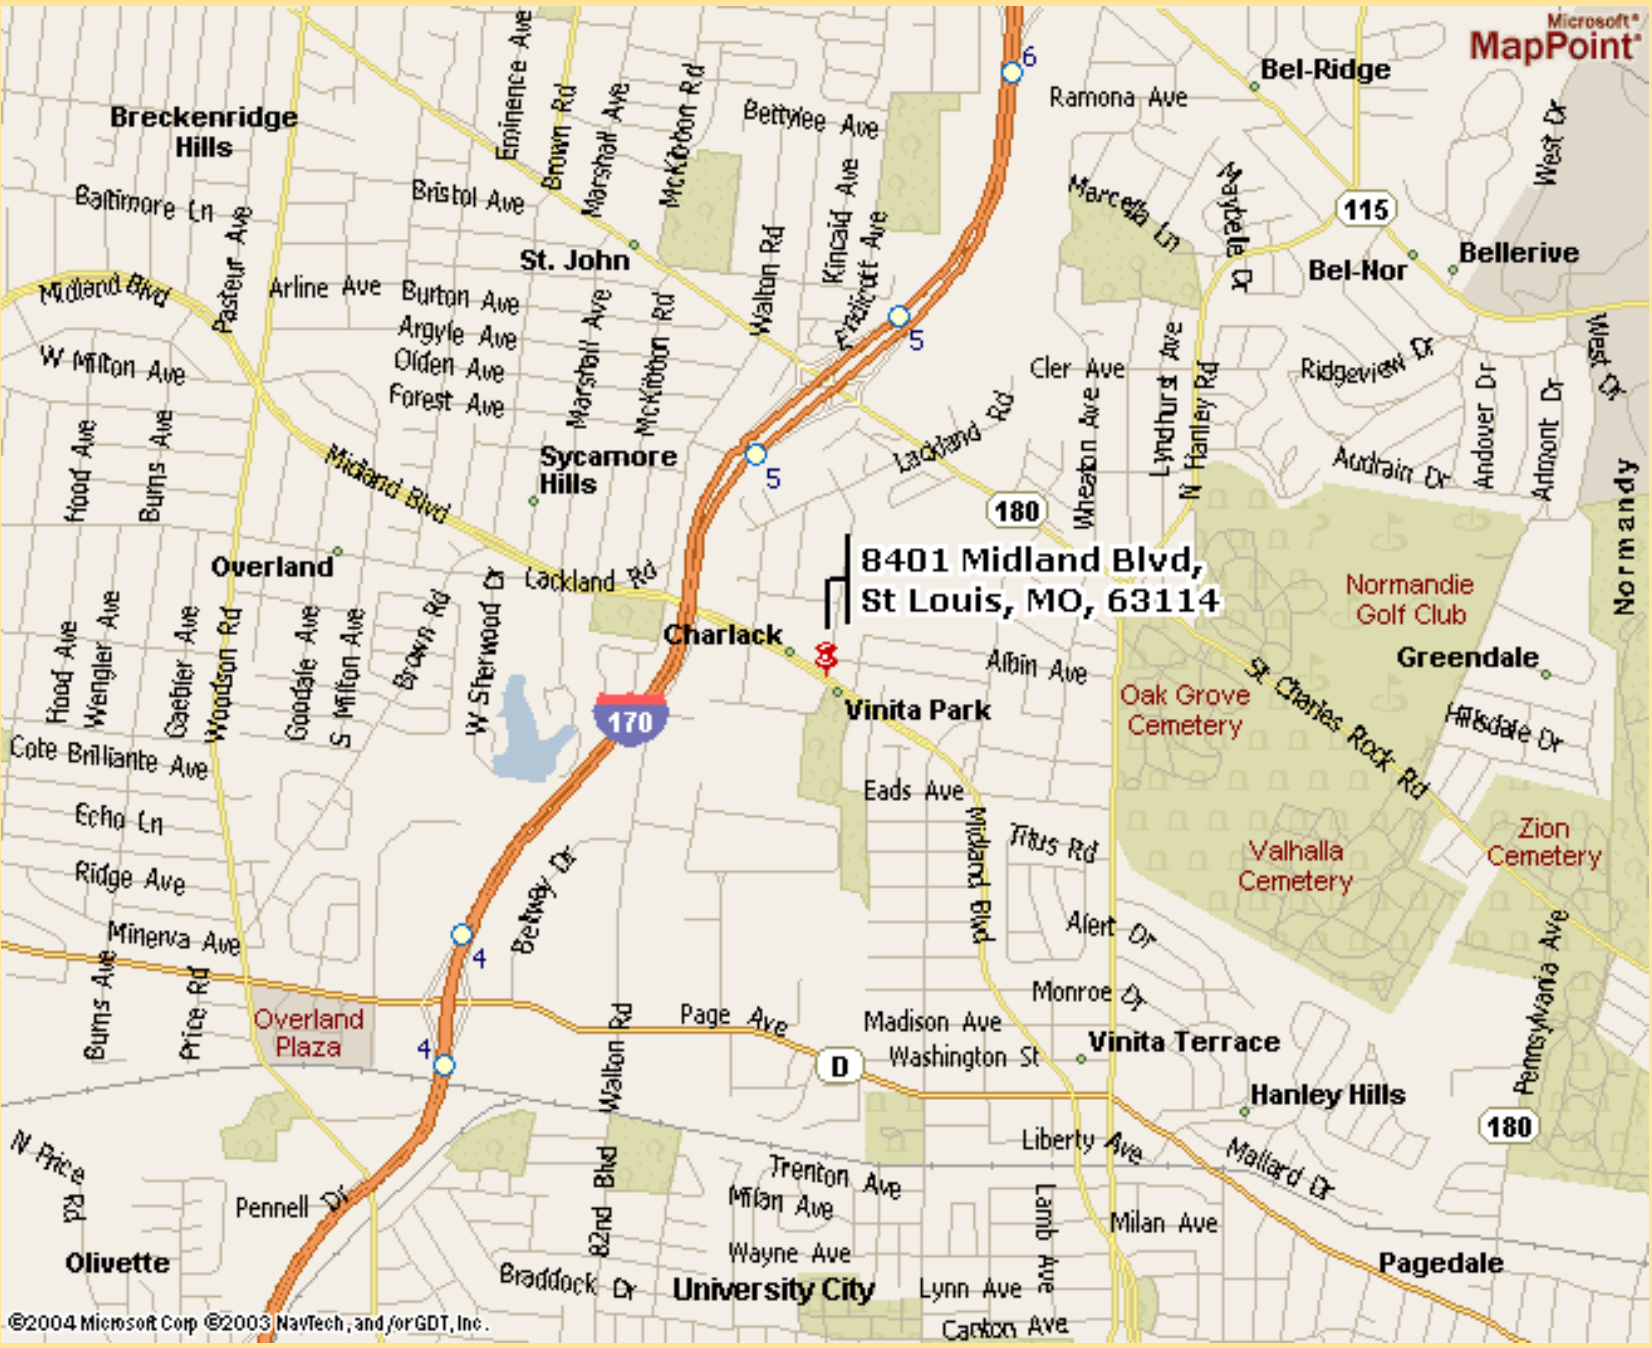 Microsoft®
MapPoint®
6
Bel-Ridge
Ramona Ave
Eminence Ave
Brown Rd
Marshall Ave
McKibbon Rd
Bettylee Ave
Breckenridge
Hills
West Dr
Baltimore Ln
Bristol Ave
Pasteur Ave
Walton Rd
Kincaid Ave
Endicott Ave
Marcella Ln
Maybelle Dr
115
St. John
Bel-Nor
Bellerive
Midland Blvd
Arline Ave
Burton Ave
Argyle Ave
Olden Ave
Forest Ave
Marshall Ave
McKibbon Rd
5
W Milton Ave
Cler Ave
Lyndhurst Ave
N Hanley Rd
Ridgeview Dr
West Dr
Andover Dr
Ardmont Dr
Hood Ave
Burns Ave
Midland Blvd
Sycamore
Hills
5
Lackland Rd
Wheaton Ave
Audrain Dr
180
Normandy
Overland
Lackland Rd
8401 Midland Blvd,
St Louis, MO, 63114
Normandie
Golf Club
Hood Ave
Wengler Ave
Gaebler Ave
Woodson Rd
Goodale Ave
S Milton Ave
Brown Rd
W Sherwood Dr
Charlack
Albin Ave
St Charles Rock Rd
Greendale
Oak Grove
Cemetery
Vinita Park
170
Hillsdale Dr
Cote Brilliante Ave
Eads Ave
Echo Ln
Midland Blvd
Titus Rd
Valhalla
Cemetery
Zion
Cemetery
Ridge Ave
Beltway Dr
Minerva Ave
4
Alert Dr
Pennsylvania Ave
Burns Ave
Price Rd
Overland
Plaza
4
Walton Rd
Page Ave
Monroe Dr
Madison Ave
Washington St
Vinita Terrace
D
Hanley Hills
180
N Price Rd
Liberty Ave
Mallard Dr
Trenton Ave
Milan Ave
Pennell Dr
82nd Blvd
Lamb Ave
Milan Ave
Olivette
Wayne Ave
Braddock Dr
University City
Lynn Ave
Pagedale
Canton Ave
©2004 Microsoft Corp ©2003 NavTech, and/or GDT, Inc.